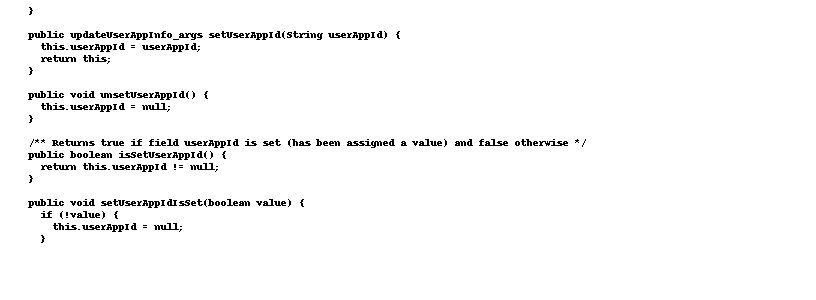 }
public updateUserAppInfo_args setUserAppId(String userAppId) {
this.userAppId = userAppId;
return this;
}
public void unsetUserAppId() {
this.userAppId = null;
}
/** Returns true if field userAppId is set (has been assigned a value) and false otherwise */
public boolean isSetUserAppId() {
return this.userAppId != null;
}
public void setUserAppIdIsSet(boolean value) {
if (!value) {
this.userAppId = null;
}